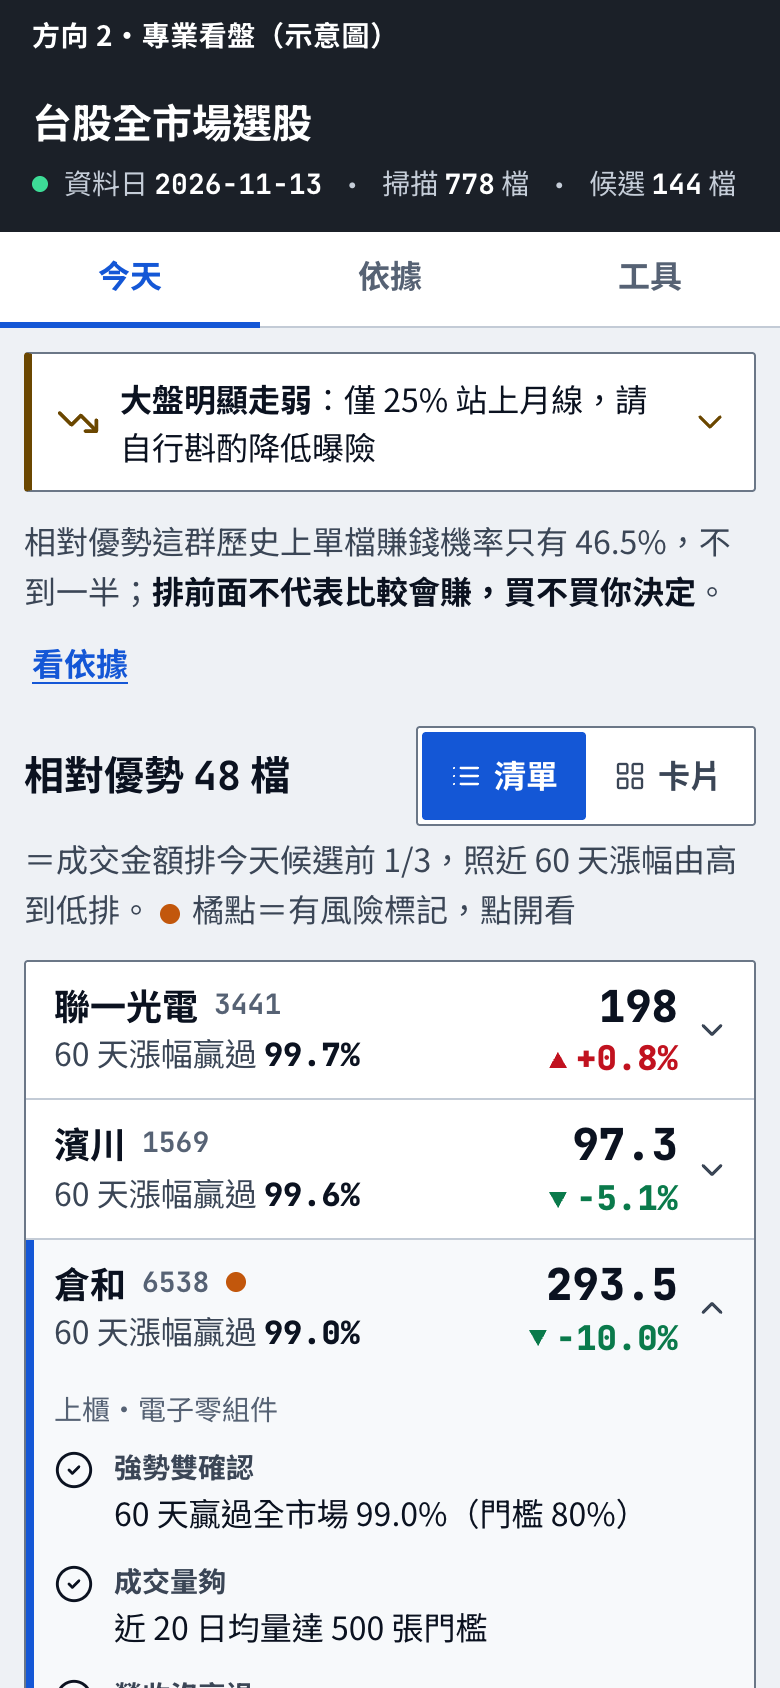 方向 2・專業看盤（示意圖）
台股全市場選股
資料日 2026-11-13 · 掃描 778 檔 · 候選 144 檔
今天 依據 工具
大盤明顯走弱：僅 25% 站上月線，請
自行斟酌降低曝險
相對優勢這群歷史上單檔賺錢機率只有 46.5%，不
到一半；排前面不代表比較會賺，買不買你決定。
看依據
相對優勢 48 檔 清單 卡片
＝成交金額排今天候選前 1/3，照近 60 天漲幅由高
到低排。 橘點＝有風險標記，點開看
聯一光電 3441 198
60 天漲幅贏過 99.7% ▲ +0.8%
濱川 1569 97.3
60 天漲幅贏過 99.6% ▼ -5.1%
倉和 6538 293.5
60 天漲幅贏過 99.0% ▼ -10.0%
上櫃・電子零組件
強勢雙確認
60 天贏過全市場 99.0%（門檻 80%）
成交量夠
近 20 日均量達 500 張門檻